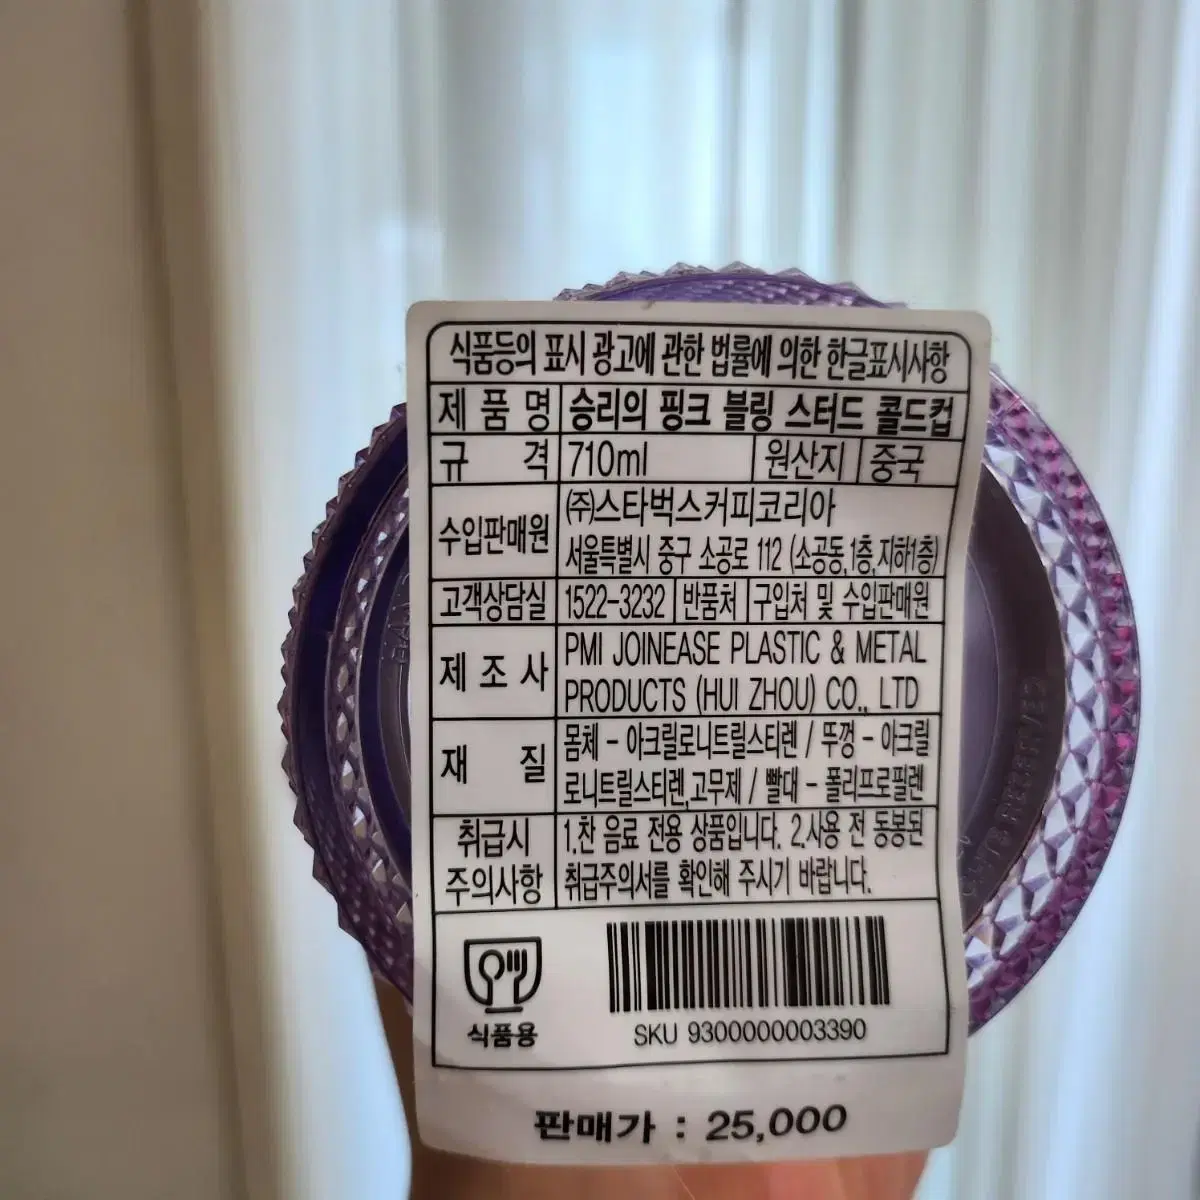 식품등의 표시 광고에 관한 법률에 의한 한글표시사항
제 품 명 승리의 핑크 블링 스터드 콜드컵
규 격 710ml 원산지 중국
수입판매원 (주)스타벅스커피코리아
서울특별시 중구 소공로 112 (소공동,1층,지하1층)
고객상담실 1522-3232 반품처 구입처 및 수입판매원
제 조 사 PMI JOINEASE PLASTIC & METAL
PRODUCTS (HUI ZHOU) CO., LTD
재 질 몸체 - 아크릴로니트릴스티렌 / 뚜껑 - 아크릴
로니트릴스티렌,고무제 / 빨대 - 폴리프로필렌
취급시 주의사항 1.찬 음료 전용 상품입니다. 2.사용 전 동봉된
취급주의서를 확인해 주시기 바랍니다.
식품용
SKU 9300000003390
판매가 : 25,000